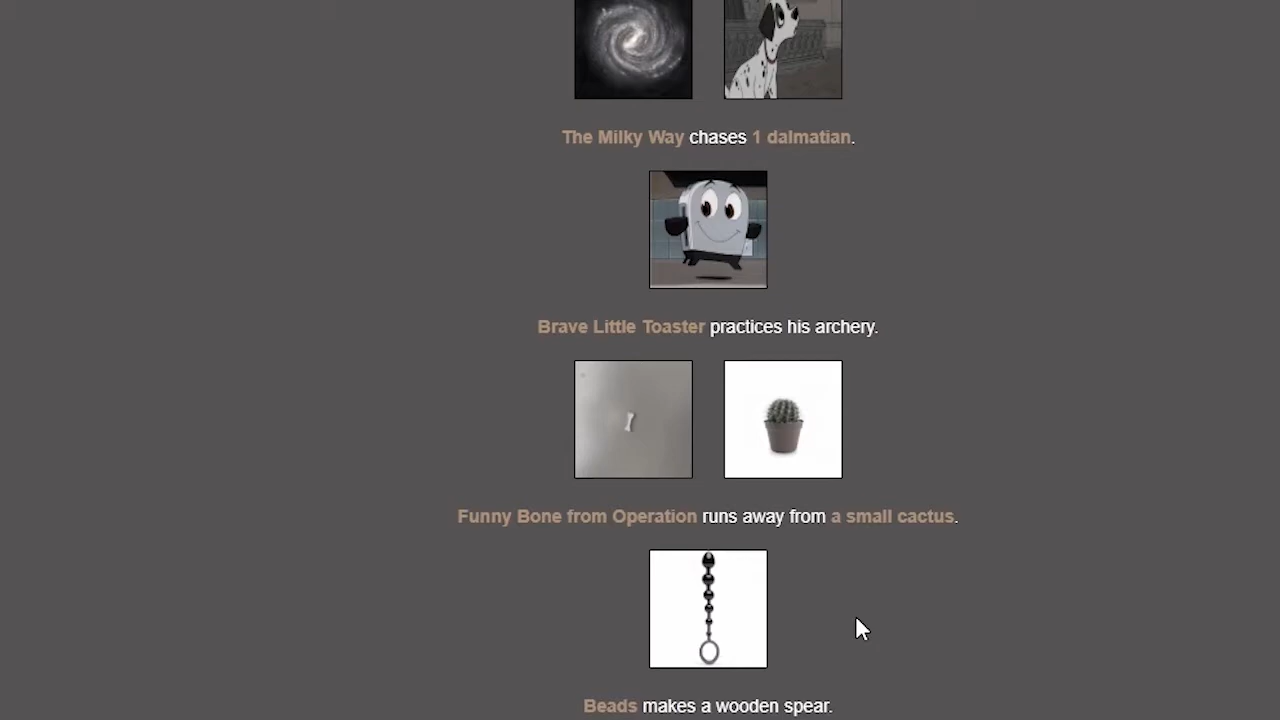 The Milky Way chases 1 dalmatian.
Brave Little Toaster practices his archery.
Funny Bone from Operation runs away from a small cactus.
Beads makes a wooden spear.